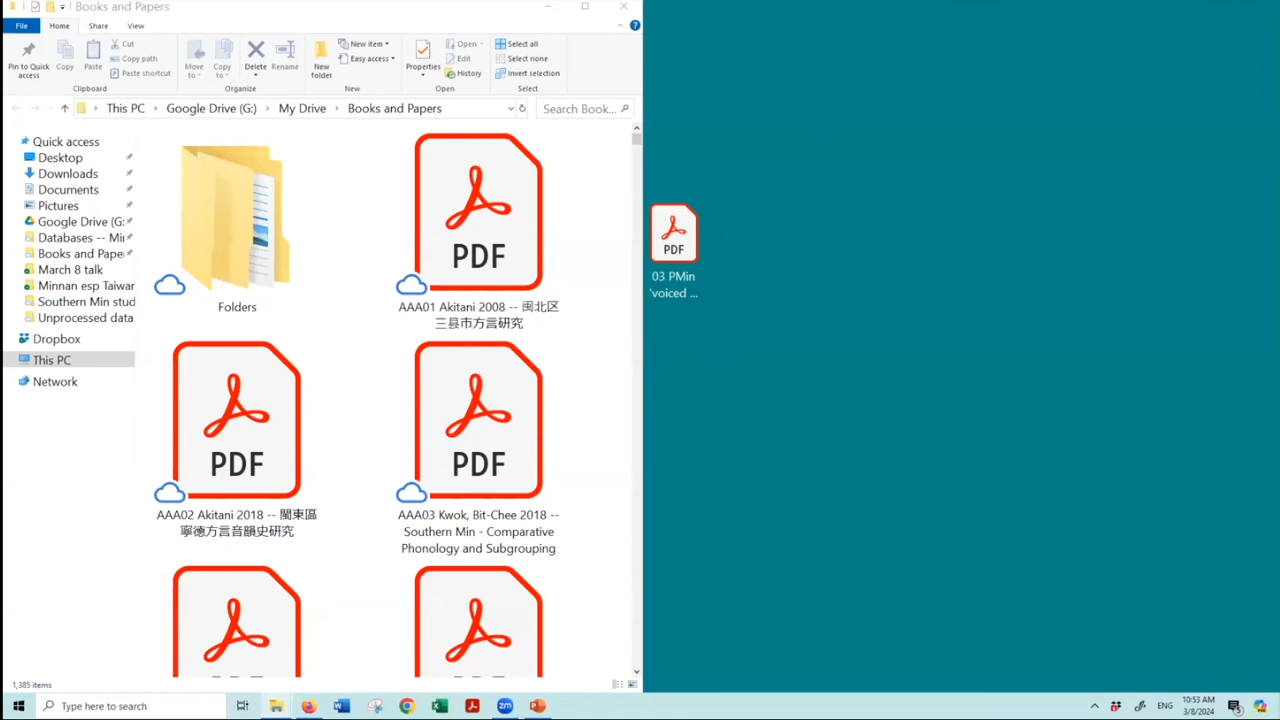 Books and Papers
File Home Share View
Pin to Quick access
Copy
Paste
Cut
Copy path
Paste shortcut
Clipboard
Move to
Copy to
Delete
Rename
Organize
New folder
New item
Easy access
New
Properties
Open
Edit
History
Open
Select all
Select none
Invert selection
Select
This PC > Google Drive (G:) > My Drive > Books and Papers
Search Book...
Quick access
Desktop
Downloads
Documents
Pictures
Google Drive (G:
Databases -- Mi
Books and Pape
March 8 talk
Minnan esp Taiwar
Southern Min stud
Unprocessed data
Dropbox
This PC
Network
Folders
PDF
AAA01 Akitani 2008 -- 闽北区
三县市方言研究
PDF
AAA02 Akitani 2018 -- 閩東區
寧德方言音韻史研究
PDF
AAA03 Kwok, Bit-Chee 2018 --
Southern Min - Comparative
Phonology and Subgrouping
PDF
03 PMin
'voiced ...
1,385 items
Type here to search
W
zm
ENG
10:53 AM
3/8/2024